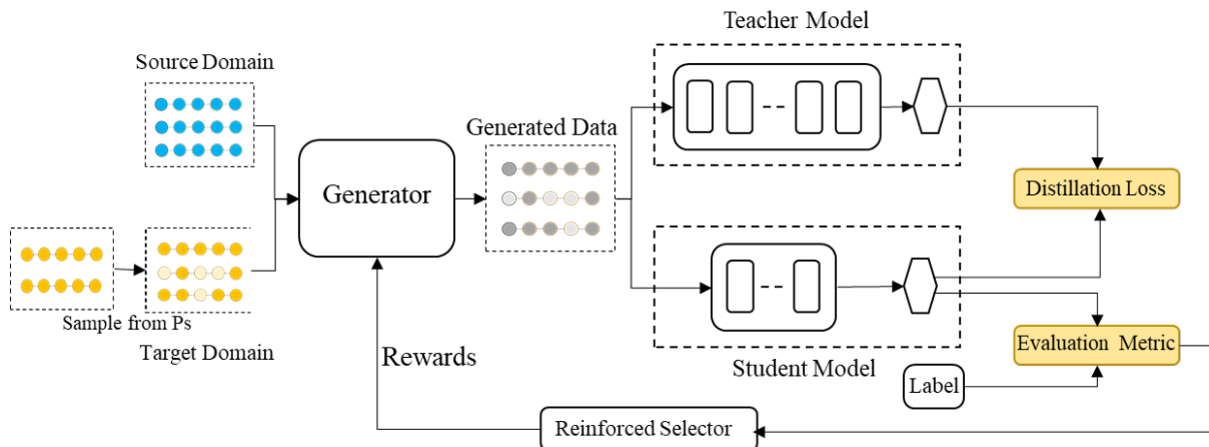 Teacher Model
Source Domain
Generated Data
Generator
Distillation Loss
Sample from Ps
Target Domain
Rewards
Student Model
Evaluation Metric
Label
Reinforced Selector